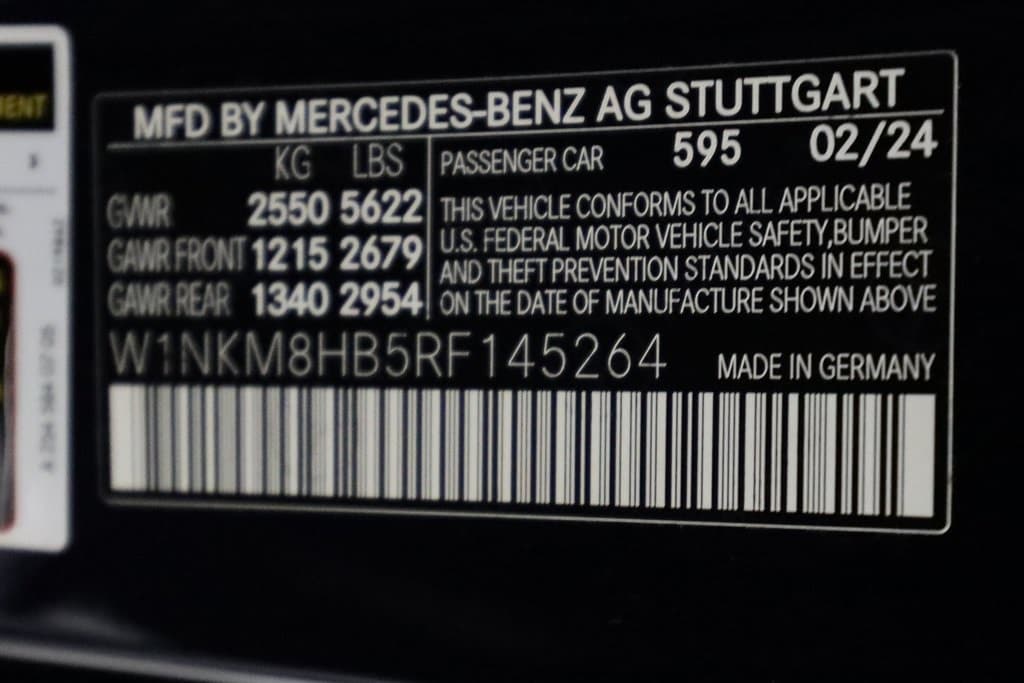 MENT
MFD BY MERCEDES-BENZ AG STUTTGART
KG LBS
GVWR 2550 5622
GAWR FRONT 1215 2679
GAWR REAR 1340 2954
PASSENGER CAR 595 02/24
THIS VEHICLE CONFORMS TO ALL APPLICABLE
U.S. FEDERAL MOTOR VEHICLE SAFETY,BUMPER
AND THEFT PREVENTION STANDARDS IN EFFECT
ON THE DATE OF MANUFACTURE SHOWN ABOVE
W1NKM8HB5RF145264 MADE IN GERMANY